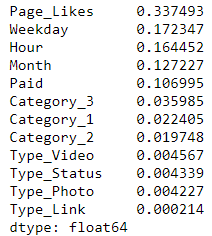 Page_Likes 0.337493
Weekday 0.172347
Hour 0.164452
Month 0.127227
Paid 0.106995
Category_3 0.035985
Category_1 0.022405
Category_2 0.019748
Type_Video 0.004567
Type_Status 0.004339
Type_Photo 0.004227
Type_Link 0.000214
dtype: float64